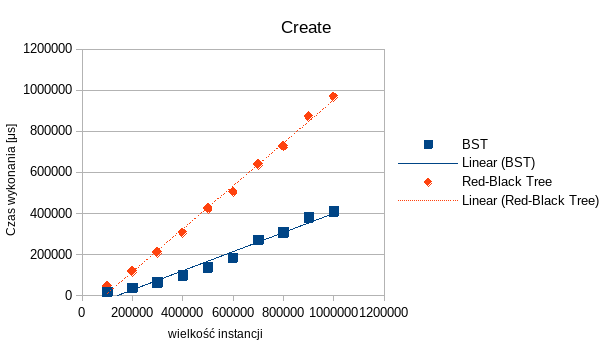 Create
1200000
1000000
800000
600000
400000
200000
0
0 200000 400000 600000 800000 1000000 1200000
Czas wykonania [µs]
wielkość instancji
BST
Linear (BST)
Red-Black Tree
Linear (Red-Black Tree)